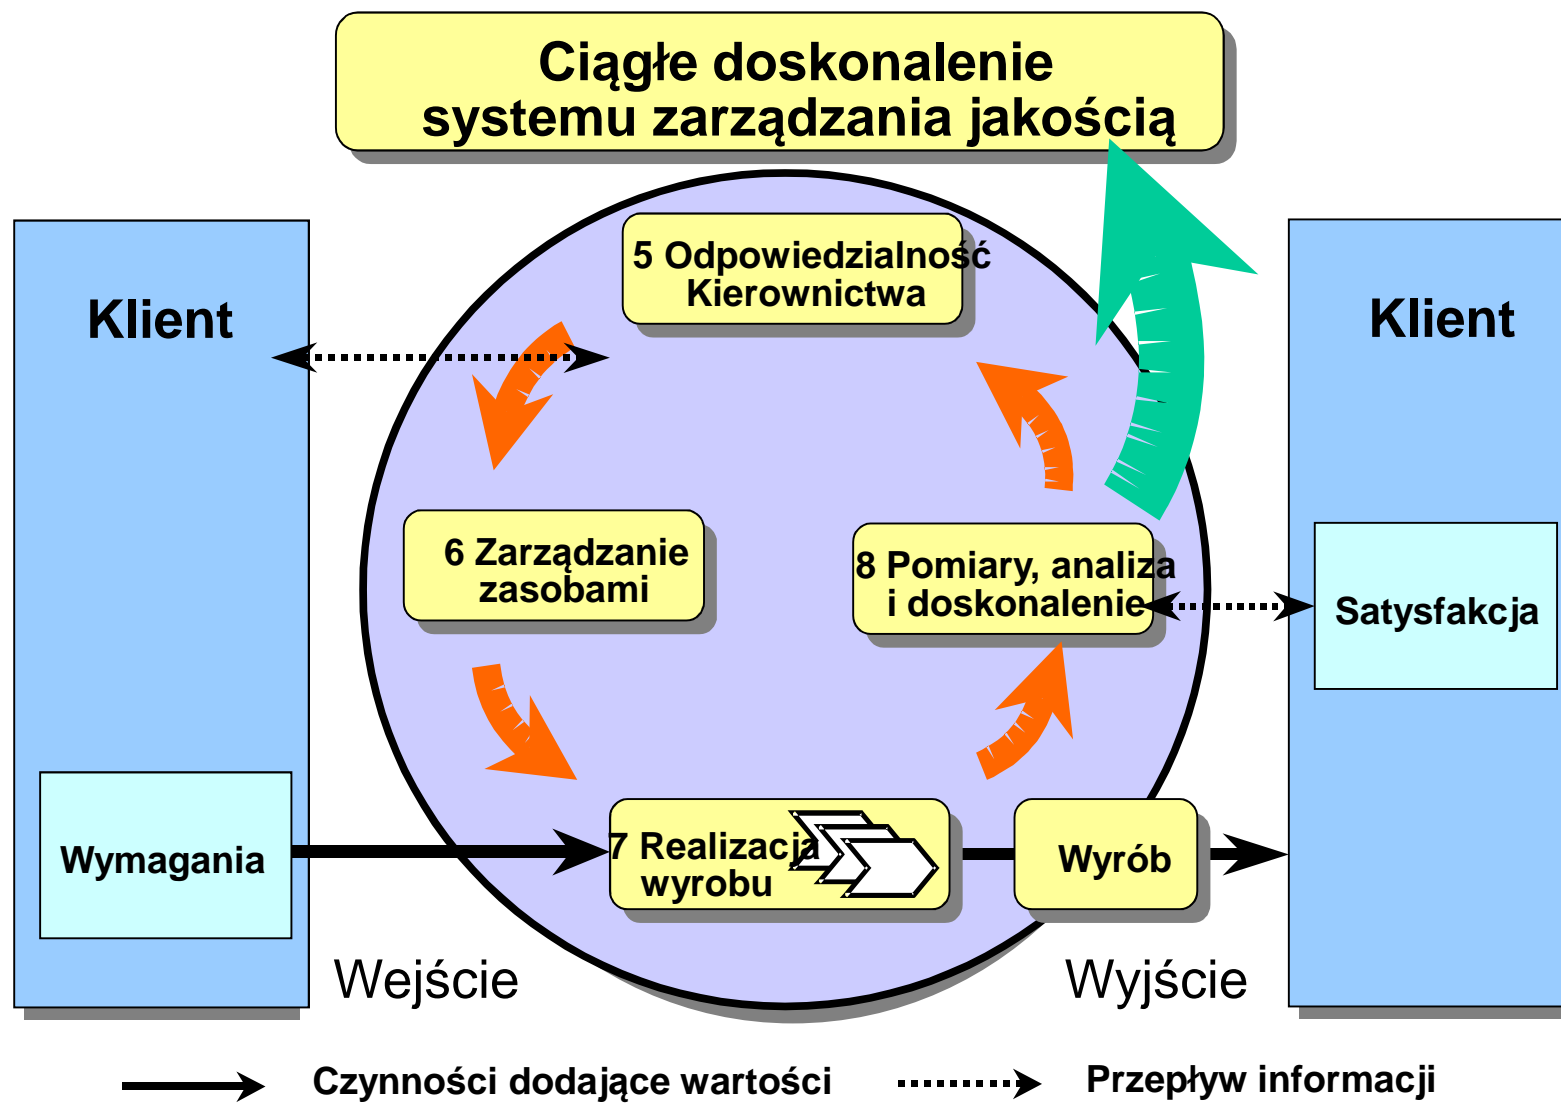 Ciągłe doskonalenie
systemu zarządzania jakością
5 Odpowiedzialność
Kierownictwa
Klient
Klient
6 Zarządzanie
zasobami
8 Pomiary, analiza
i doskonalenie
Satysfakcja
Wymagania
7 Realizacja
wyrobu
Wyrób
Wejście
Wyjście
Czynności dodające wartości
Przepływ informacji